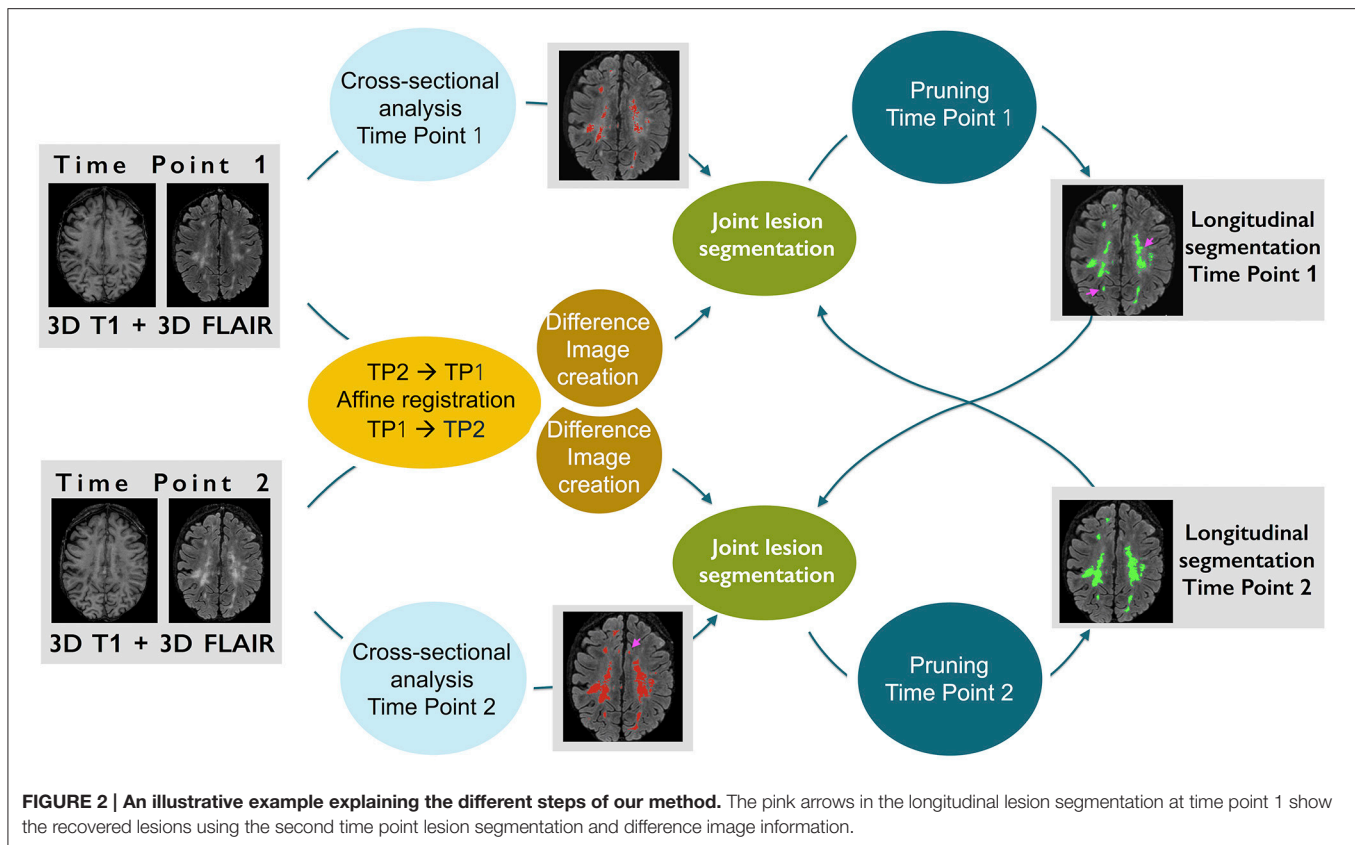 Cross-sectional
analysis
Time Point 1
Pruning
Time Point 1
Time Point 1
3D T1 + 3D FLAIR
Joint lesion
segmentation
Longitudinal
segmentation
Time Point 1
Difference
Image
creation
TP2 → TP1
Affine registration
TP1 → TP2
Difference
Image
creation
Time Point 2
3D T1 + 3D FLAIR
Joint lesion
segmentation
Longitudinal
segmentation
Time Point 2
Cross-sectional
analysis
Time Point 2
Pruning
Time Point 2
FIGURE 2 | An illustrative example explaining the different steps of our method. The pink arrows in the longitudinal lesion segmentation at time point 1 show
the recovered lesions using the second time point lesion segmentation and difference image information.